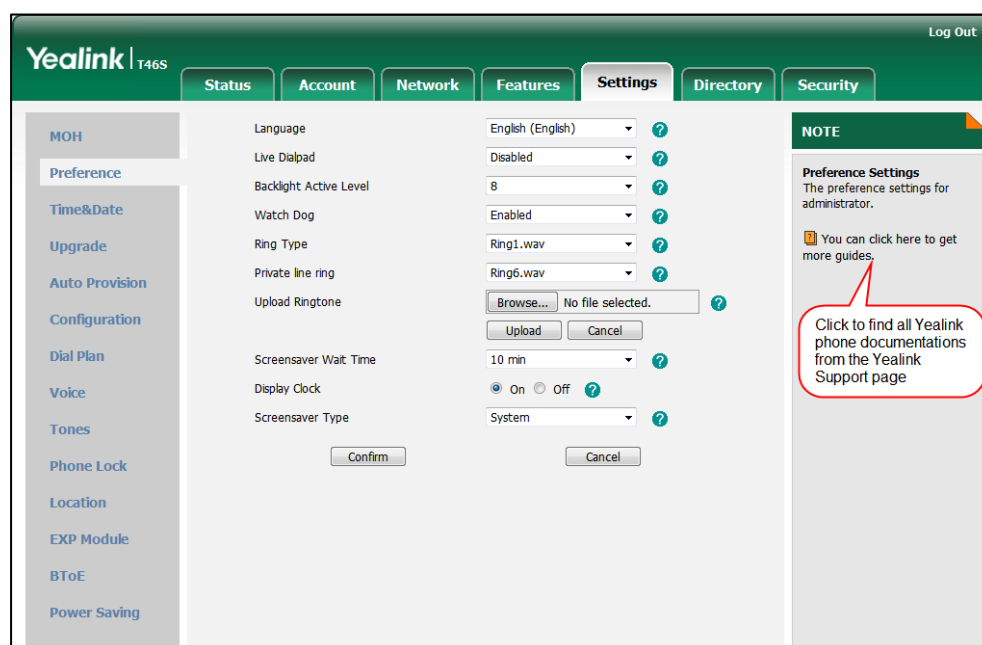 Log Out
Yealink | T46S
Status Account Network Features Settings Directory Security
MOH
Preference
Time&Date
Upgrade
Auto Provision
Configuration
Dial Plan
Voice
Tones
Phone Lock
Location
EXP Module
BToE
Power Saving
Language English (English) ?
Live Dialpad Disabled ?
Backlight Active Level 8 ?
Watch Dog Enabled ?
Ring Type Ring1.wav ?
Private line ring Ring6.wav ?
Upload Ringtone Browse... No file selected. ?
Upload Cancel
Screensaver Wait Time 10 min ?
Display Clock On Off ?
Screensaver Type System ?
Confirm Cancel
NOTE
Preference Settings
The preference settings for
administrator.
? You can click here to get
more guides.
Click to find all Yealink
phone documentations
from the Yealink
Support page